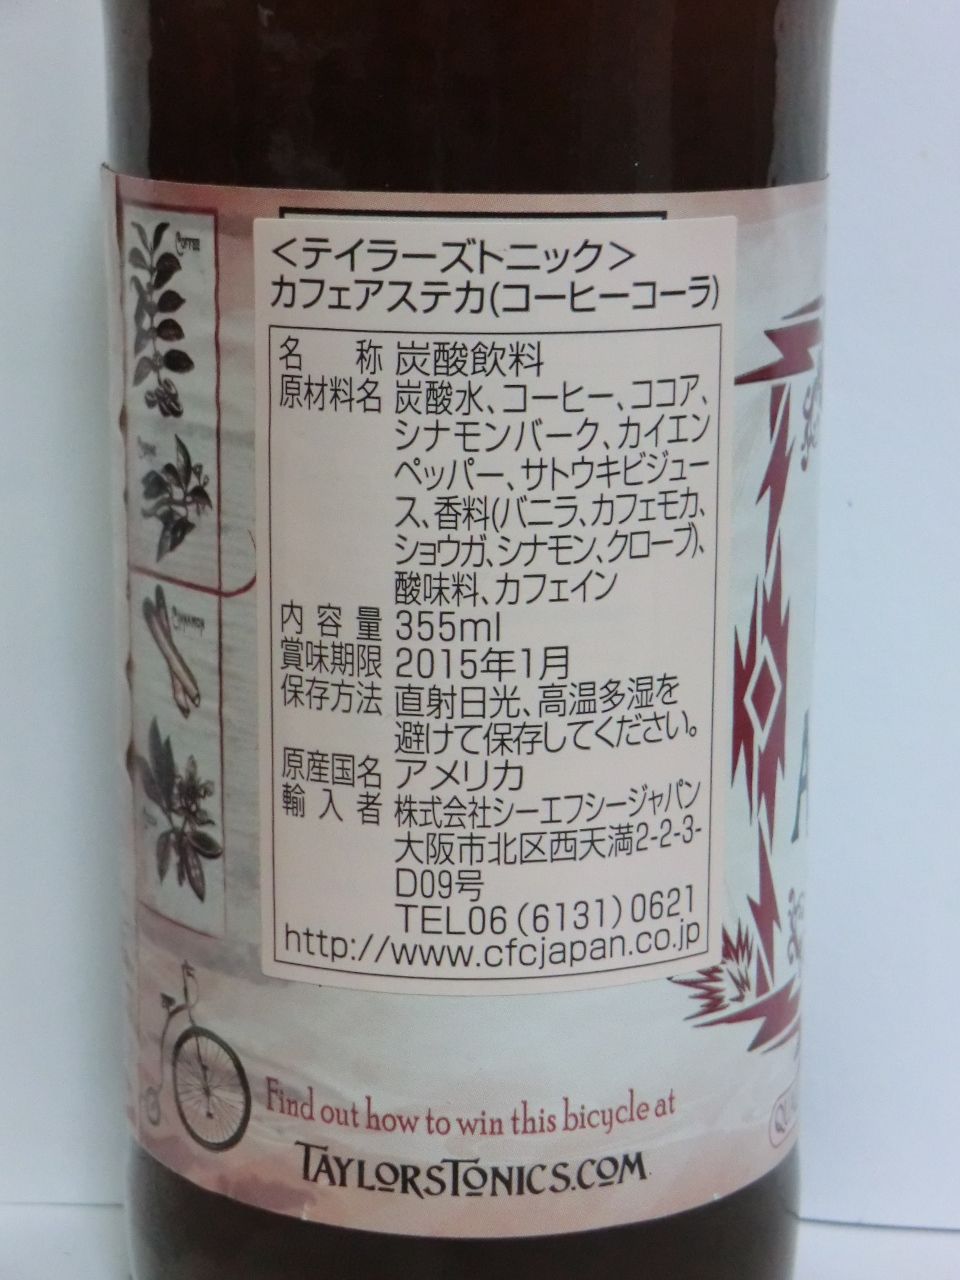 <テイラーズトニック>
カフェアステカ(コーヒーコーラ)
名 称 炭酸飲料
原材料名 炭酸水、コーヒー、ココア、
シナモンバーク、カイエン
ペッパー、サトウキビジュー
ス、香料(バニラ、カフェモカ、
ショウガ、シナモン、クローブ)、
酸味料、カフェイン
内容量 355ml
賞味期限 2015年1月
保存方法 直射日光、高温多湿を
避けて保存してください。
原産国名 アメリカ
輸入者 株式会社シーエフシージャパン
大阪市北区西天満2-2-3-
D09号
TEL06(6131)0621
http://www.cfcjapan.co.jp
COFFEE
CINNAMON
Find out how to win this bicycle at
TAYLORSTONICS.COM